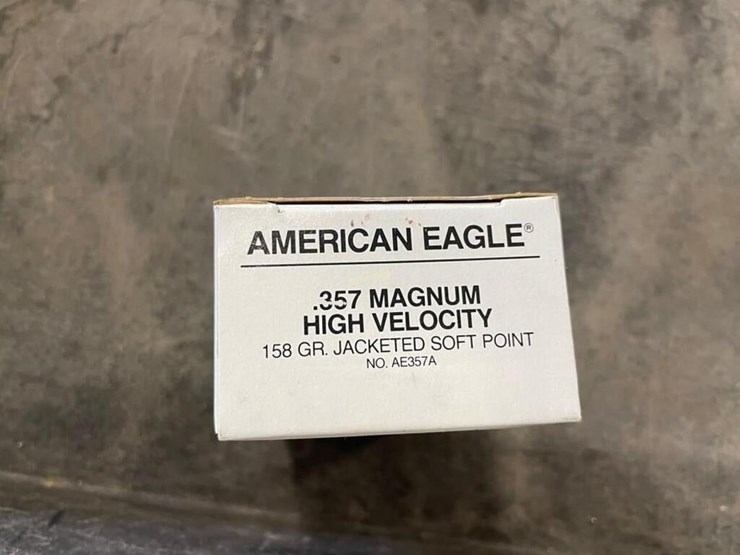 AMERICAN EAGLE®
.357 MAGNUM
HIGH VELOCITY
158 GR. JACKETED SOFT POINT
NO. AE357A